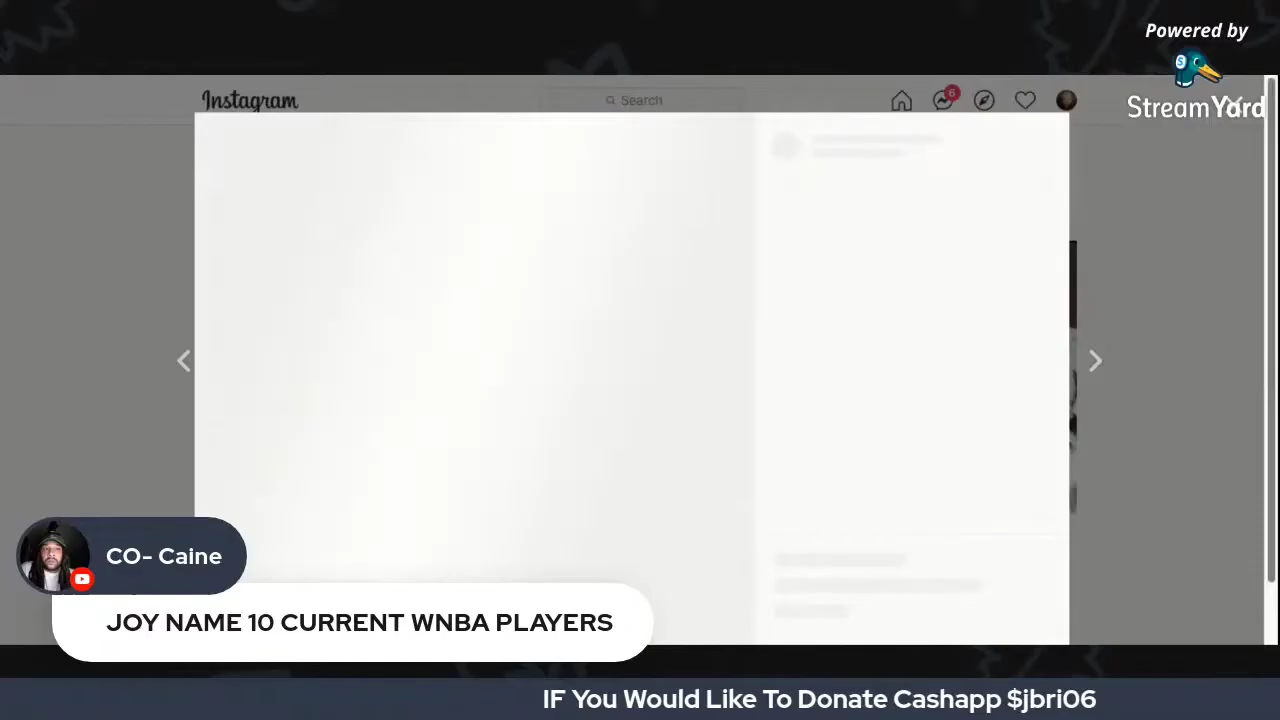 Powered by
StreamYard
Instagram
Search
6
CO- Caine
JOY NAME 10 CURRENT WNBA PLAYERS
IF You Would Like To Donate Cashapp $jbri06